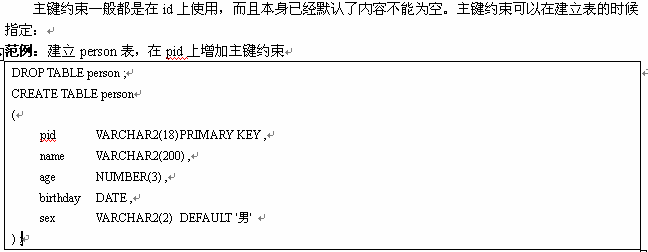 主键约束一般都是在 id 上使用，而且本身已经默认了内容不能为空。主键约束可以在建立表的时候
指定：
范例：建立 person 表，在 pid 上增加主键约束
DROP TABLE person ;
CREATE TABLE person
(
pid VARCHAR2(18)PRIMARY KEY ,
name VARCHAR2(200) ,
age NUMBER(3) ,
birthday DATE ,
sex VARCHAR2(2) DEFAULT '男'
) ;